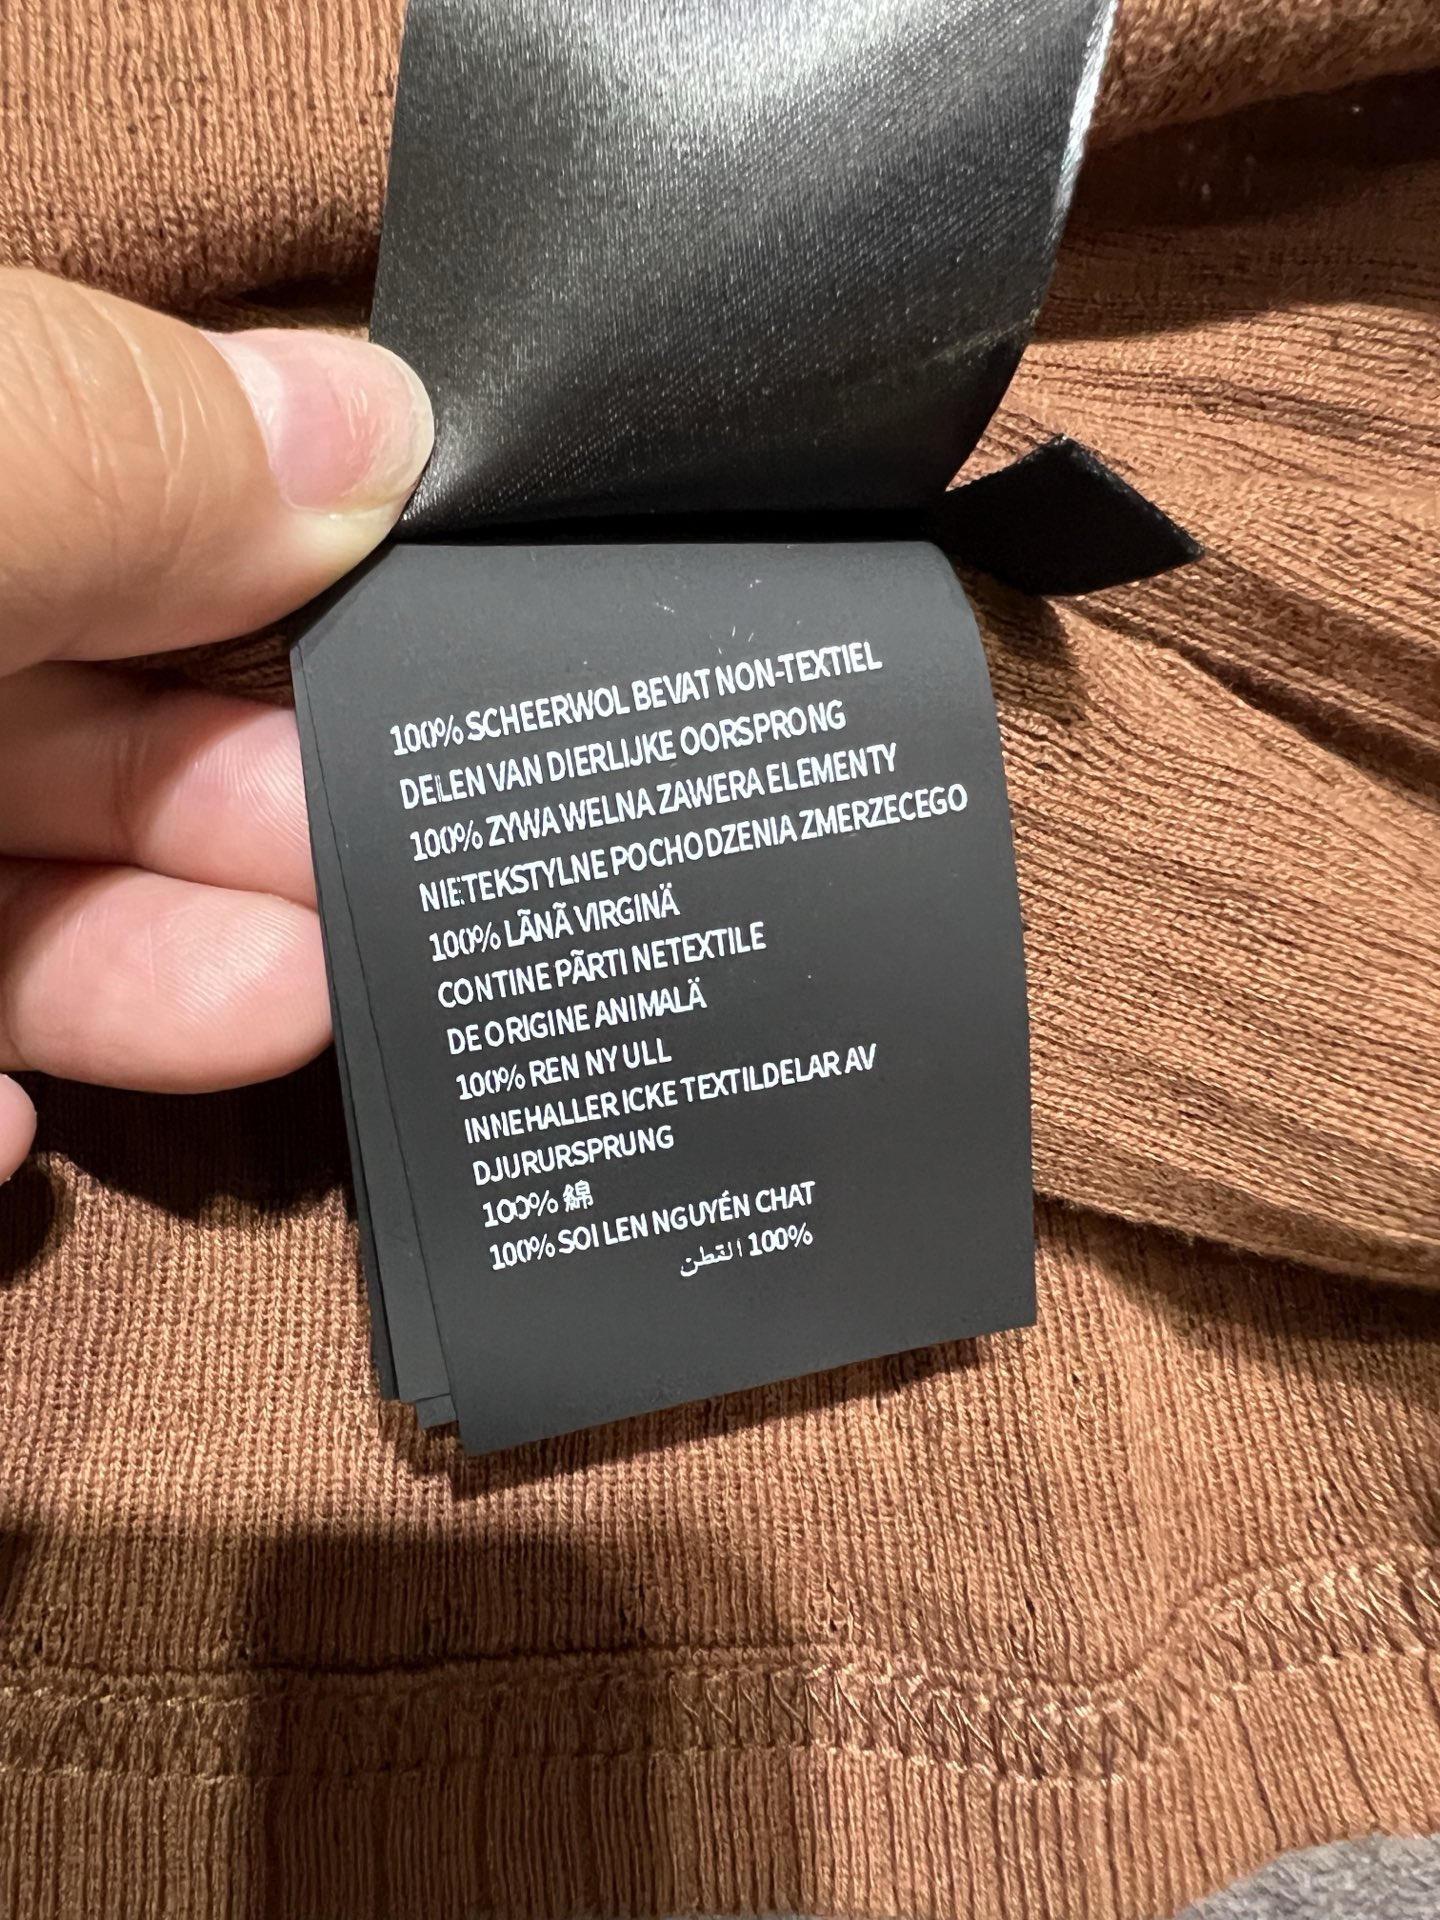 100% SCHEERWOL BEVAT NON-TEXTIEL
DELEN VAN DIERLIJKE OORSPRONG
100% ZYWA WELNA ZAWERA ELEMENTY
NIETEKSTYLNE POCHODZENIA ZMERZECEGO
100% LÃNÃ VIRGINÄ
CONTINE PÃRTI NETEXTILE
DE ORIGINE ANIMALÄ
100% REN NY ULL
INNEHALLER ICKE TEXTILDELAR AV
DJURURSPRUNG
100% 綿
100% SOI LEN NGUYÉN CHAT
100% القطن